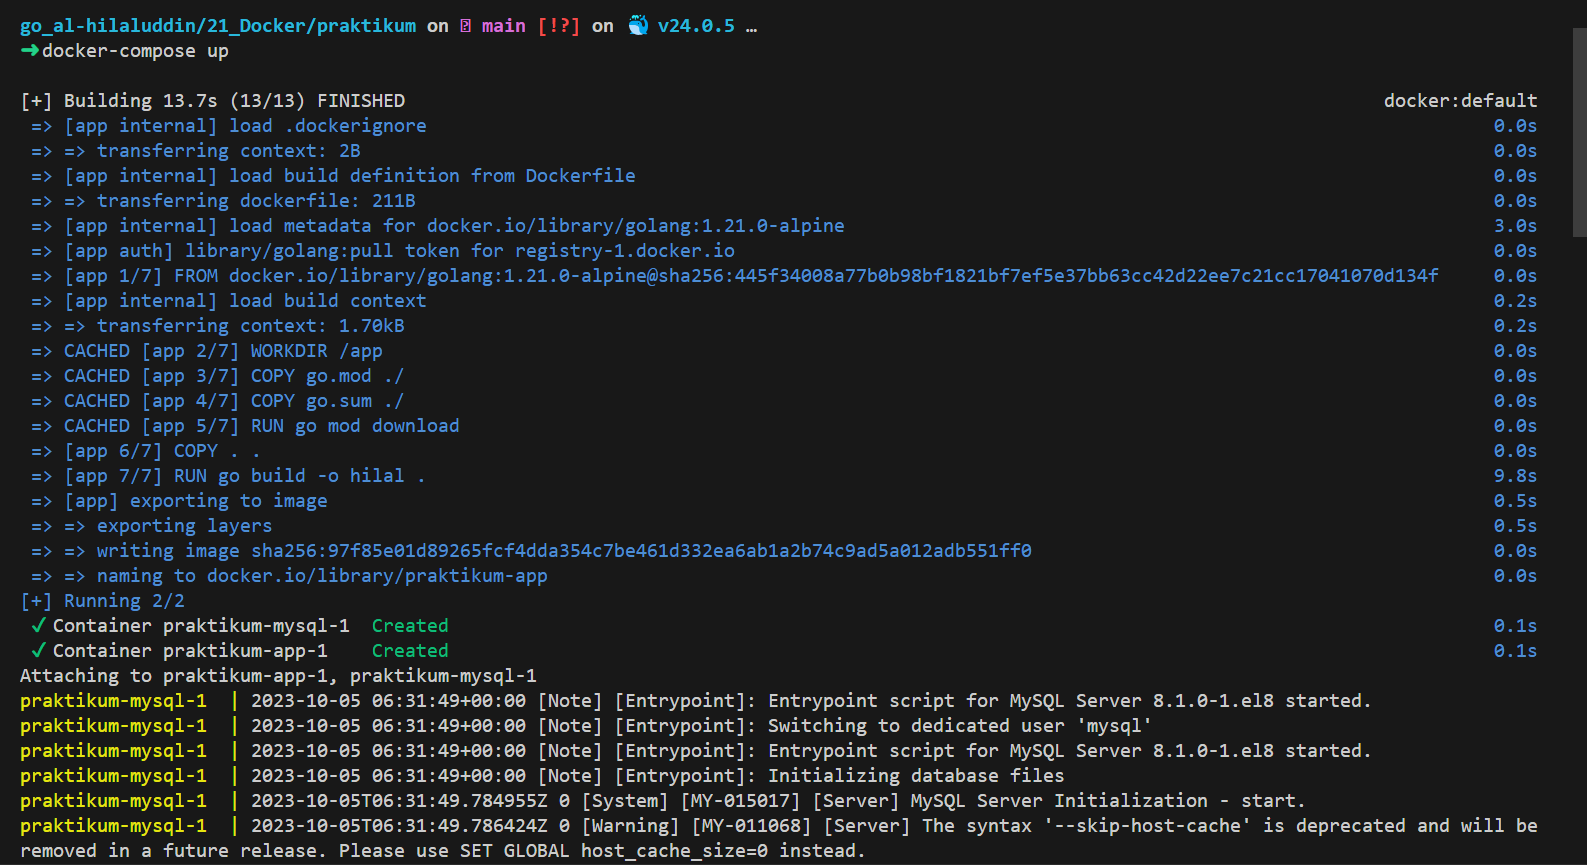 go_al-hilaluddin/21_Docker/praktikum on main [!?] on 🐳 v24.0.5 …
➜docker-compose up
[+] Building 13.7s (13/13) FINISHED docker:default
=> [app internal] load .dockerignore 0.0s
=> => transferring context: 2B 0.0s
=> [app internal] load build definition from Dockerfile 0.0s
=> => transferring dockerfile: 211B 0.0s
=> [app internal] load metadata for docker.io/library/golang:1.21.0-alpine 3.0s
=> [app auth] library/golang:pull token for registry-1.docker.io 0.0s
=> [app 1/7] FROM docker.io/library/golang:1.21.0-alpine@sha256:445f34008a77b0b98bf1821bf7ef5e37bb63cc42d22ee7c21cc17041070d134f 0.0s
=> [app internal] load build context 0.2s
=> => transferring context: 1.70kB 0.2s
=> CACHED [app 2/7] WORKDIR /app 0.0s
=> CACHED [app 3/7] COPY go.mod ./ 0.0s
=> CACHED [app 4/7] COPY go.sum ./ 0.0s
=> CACHED [app 5/7] RUN go mod download 0.0s
=> [app 6/7] COPY . . 0.0s
=> [app 7/7] RUN go build -o hilal . 9.8s
=> [app] exporting to image 0.5s
=> => exporting layers 0.5s
=> => writing image sha256:97f85e01d89265fcf4dda354c7be461d332ea6ab1a2b74c9ad5a012adb551ff0 0.0s
=> => naming to docker.io/library/praktikum-app 0.0s
[+] Running 2/2
✓ Container praktikum-mysql-1 Created 0.1s
✓ Container praktikum-app-1 Created 0.1s
Attaching to praktikum-app-1, praktikum-mysql-1
praktikum-mysql-1 | 2023-10-05 06:31:49+00:00 [Note] [Entrypoint]: Entrypoint script for MySQL Server 8.1.0-1.el8 started.
praktikum-mysql-1 | 2023-10-05 06:31:49+00:00 [Note] [Entrypoint]: Switching to dedicated user 'mysql'
praktikum-mysql-1 | 2023-10-05 06:31:49+00:00 [Note] [Entrypoint]: Entrypoint script for MySQL Server 8.1.0-1.el8 started.
praktikum-mysql-1 | 2023-10-05 06:31:49+00:00 [Note] [Entrypoint]: Initializing database files
praktikum-mysql-1 | 2023-10-05T06:31:49.784955Z 0 [System] [MY-015017] [Server] MySQL Server Initialization - start.
praktikum-mysql-1 | 2023-10-05T06:31:49.786424Z 0 [Warning] [MY-011068] [Server] The syntax '--skip-host-cache' is deprecated and will be
removed in a future release. Please use SET GLOBAL host_cache_size=0 instead.